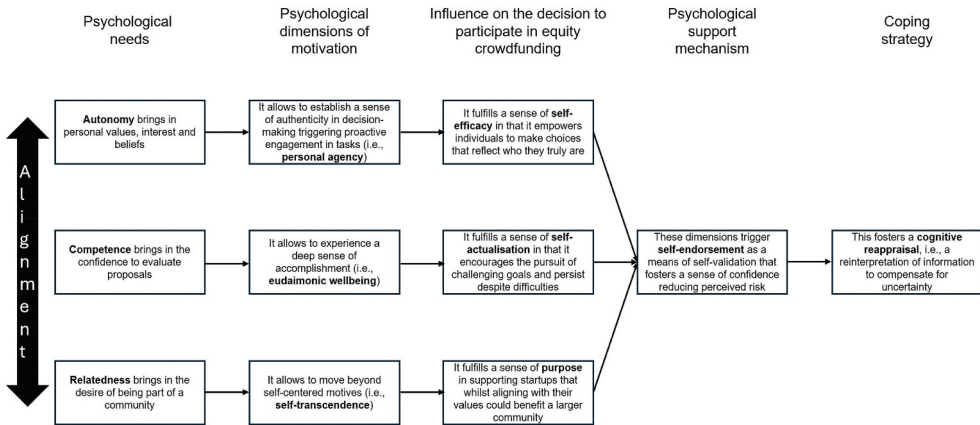 Psychological
needs
Psychological
dimensions of
motivation
Influence on the decision to
participate in equity
crowdfunding
Psychological
support
mechanism
Coping
strategy
Alignment
Autonomy brings in
personal values, interest and
beliefs
It allows to establish a sense
of authenticity in decision-
making triggering proactive
engagement in tasks (i.e.,
personal agency)
It fulfills a sense of self-
efficacy in that it empowers
individuals to make choices
that reflect who they truly are
Competence brings in
the confidence to evaluate
proposals
It allows to experience a
deep sense of
accomplishment (i.e.,
eudaimonic wellbeing)
It fulfills a sense of self-
actualisation in that it
encourages the pursuit of
challenging goals and persist
despite difficulties
These dimensions trigger
self-endorsement as a
means of self-validation that
fosters a sense of confidence
reducing perceived risk
This fosters a cognitive
reappraisal, i.e., a
reinterpretation of information
to compensate for
uncertainty
Relatedness brings in the
desire of being part of a
community
It allows to move beyond
self-centered motives (i.e.,
self-transcendence)
It fulfills a sense of purpose
in supporting startups that
whilst aligning with their
values could benefit a larger
community